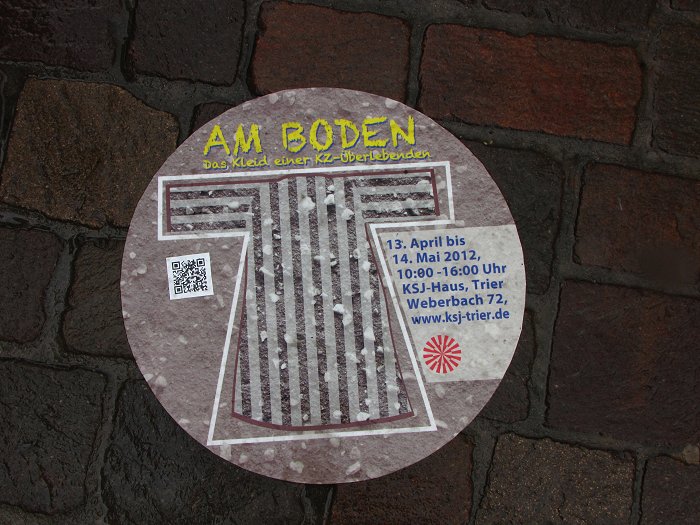 AM BODEN
Das Kleid einer KZ-Überlebenden
13. April bis
14. Mai 2012,
10:00 -16:00 Uhr
KSJ-Haus, Trier
Weberbach 72,
www.ksj-trier.de